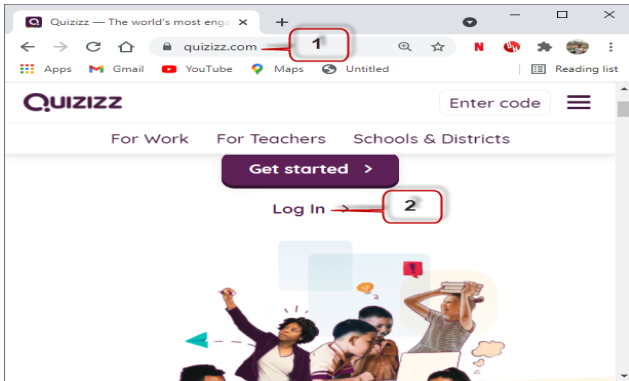 Quizizz — The world's most enga
quizizz.com
1
N
Apps Gmail YouTube Maps Untitled Reading list
QUIZIZZ Enter code
For Work For Teachers Schools & Districts
Get started >
Log In >
2